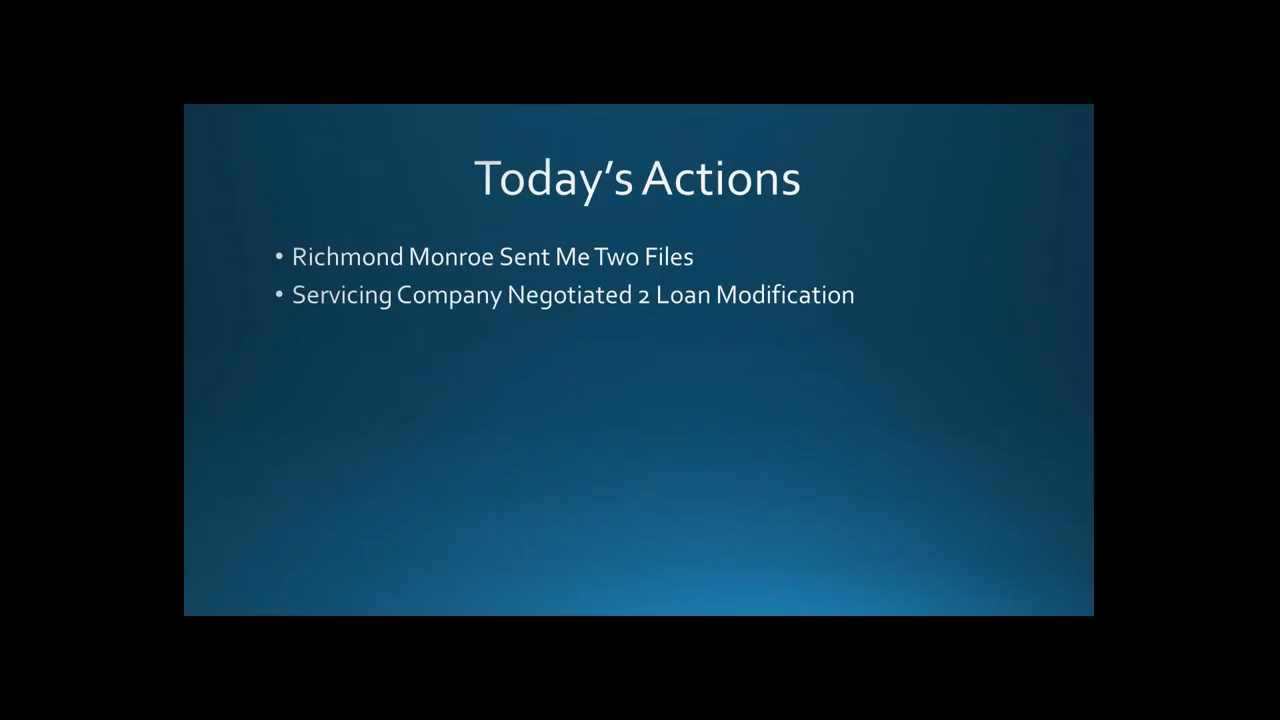 Today’s Actions
• Richmond Monroe Sent Me Two Files
• Servicing Company Negotiated 2 Loan Modification